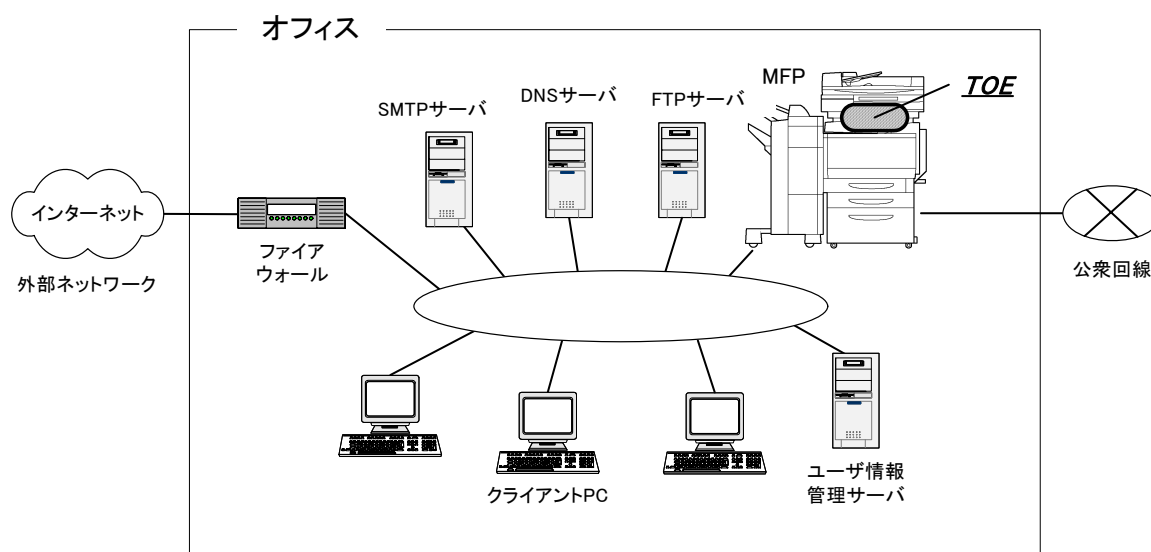 オフィス
MFP
TOE
SMTPサーバ
DNSサーバ
FTPサーバ
インターネット
外部ネットワーク
ファイア
ウォール
公衆回線
クライアントPC
ユーザ情報
管理サーバ